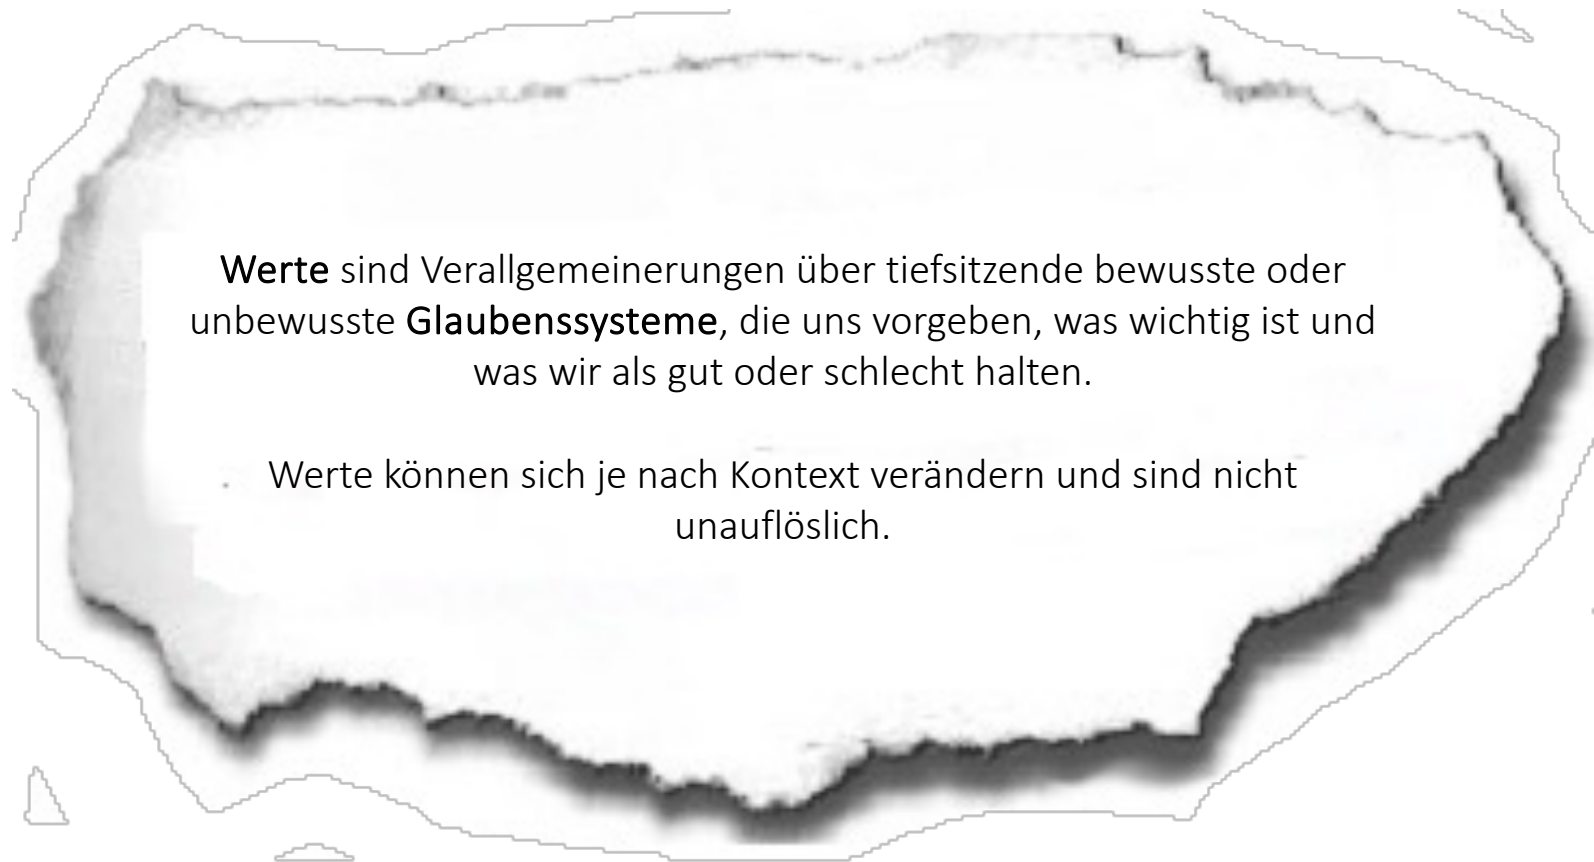 Werte sind Verallgemeinerungen über tiefsitzende bewusste oder
unbewusste Glaubenssysteme, die uns vorgeben, was wichtig ist und
was wir als gut oder schlecht halten.
Werte können sich je nach Kontext verändern und sind nicht
unauflöslich.